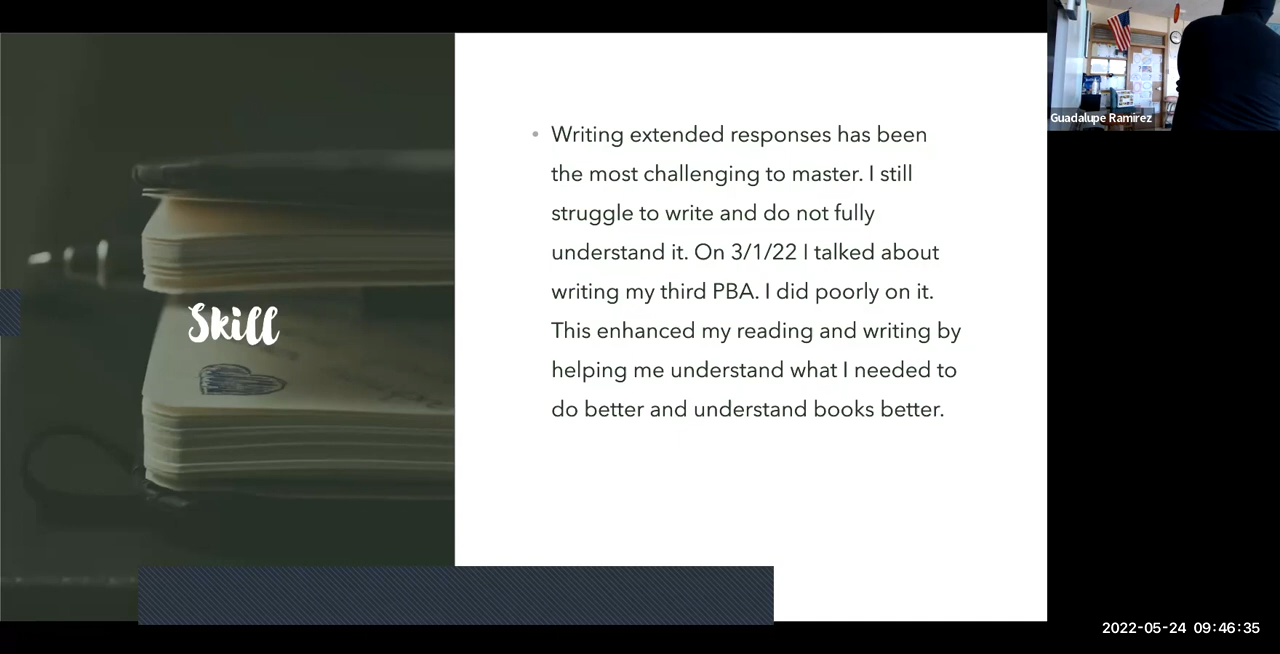 Skill
• Writing extended responses has been
the most challenging to master. I still
struggle to write and do not fully
understand it. On 3/1/22 I talked about
writing my third PBA. I did poorly on it.
This enhanced my reading and writing by
helping me understand what I needed to
do better and understand books better.
Guadalupe Ramirez
2022-05-24 09:46:35